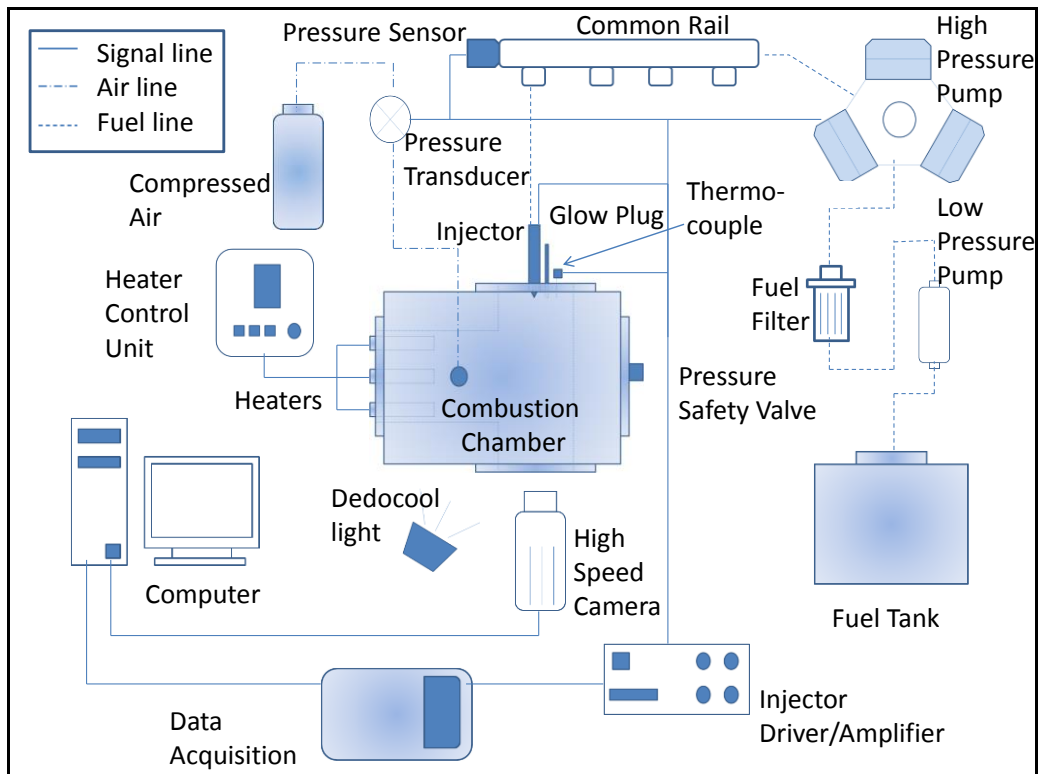 Signal line
Air line
Fuel line
Pressure Sensor
Common Rail
High
Pressure
Pump
Compressed
Air
Pressure
Transducer
Injector
Glow Plug
Thermo-
couple
Low
Pressure
Pump
Heater
Control
Unit
Fuel
Filter
Heaters
Combustion
Chamber
Pressure
Safety Valve
Dedocool
light
High
Speed
Camera
Computer
Fuel Tank
Data
Acquisition
Injector
Driver/Amplifier